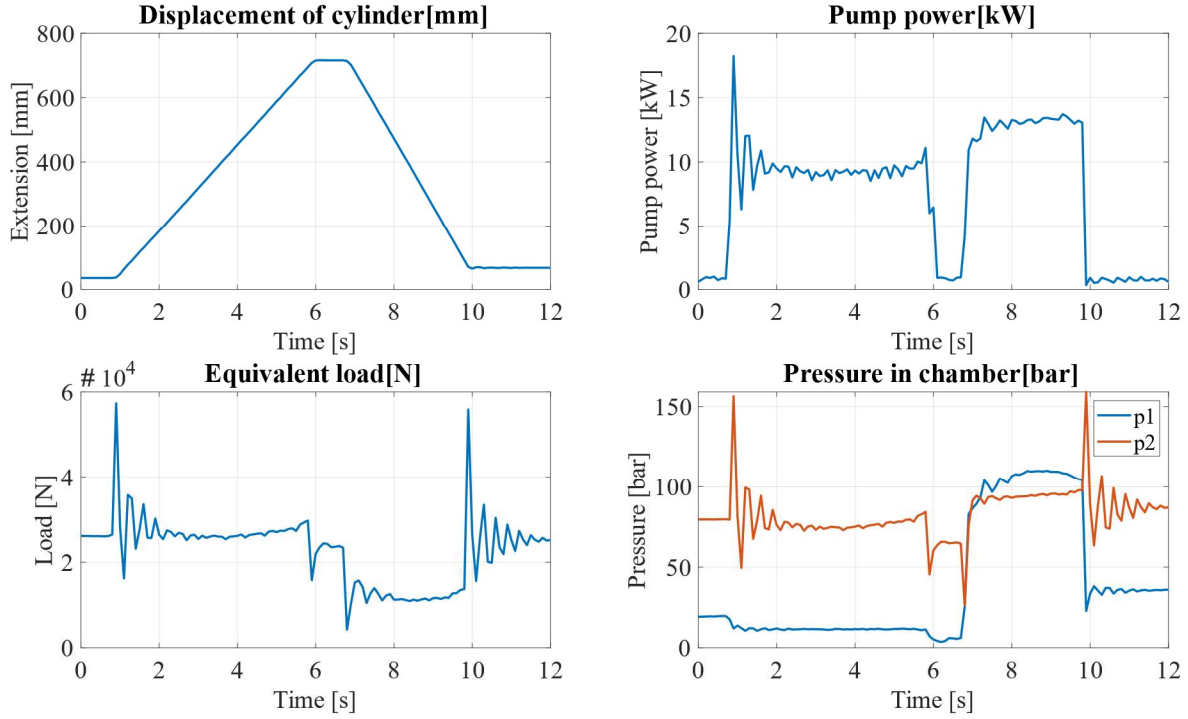 Displacement of cylinder[mm]
800
600
400
200
0
Extension [mm]
0 2 4 6 8 10 12
Time [s]
Pump power[kW]
20
15
10
5
0
Pump power [kW]
0 2 4 6 8 10 12
Time [s]
# 10^4
Equivalent load[N]
6
4
2
0
Load [N]
0 2 4 6 8 10 12
Time [s]
Pressure in chamber[bar]
150
100
50
0
Pressure [bar]
p1
p2
0 2 4 6 8 10 12
Time [s]